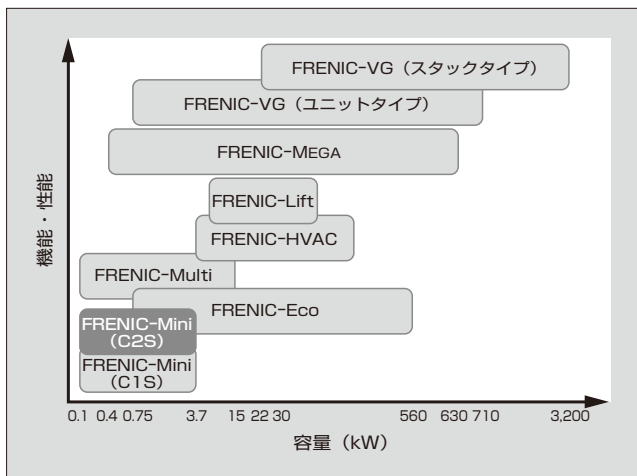 FRENIC-VG（スタックタイプ）
FRENIC-VG（ユニットタイプ）
FRENIC-MEGA
FRENIC-Lift
FRENIC-HVAC
FRENIC-Multi
FRENIC-Eco
FRENIC-Mini
(C2S)
FRENIC-Mini
(C1S)
機能・性能
0.1 0.4 0.75 3.7 15 22 30 560 630 710 3,200
容量（kW）